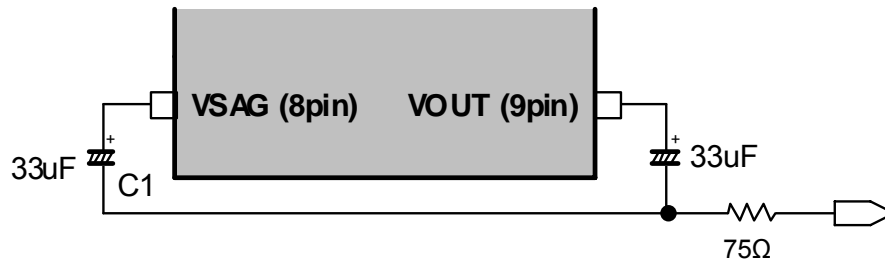 VSAG (8pin) VOUT (9pin)
+ +
33uF 33uF
C1
75Ω